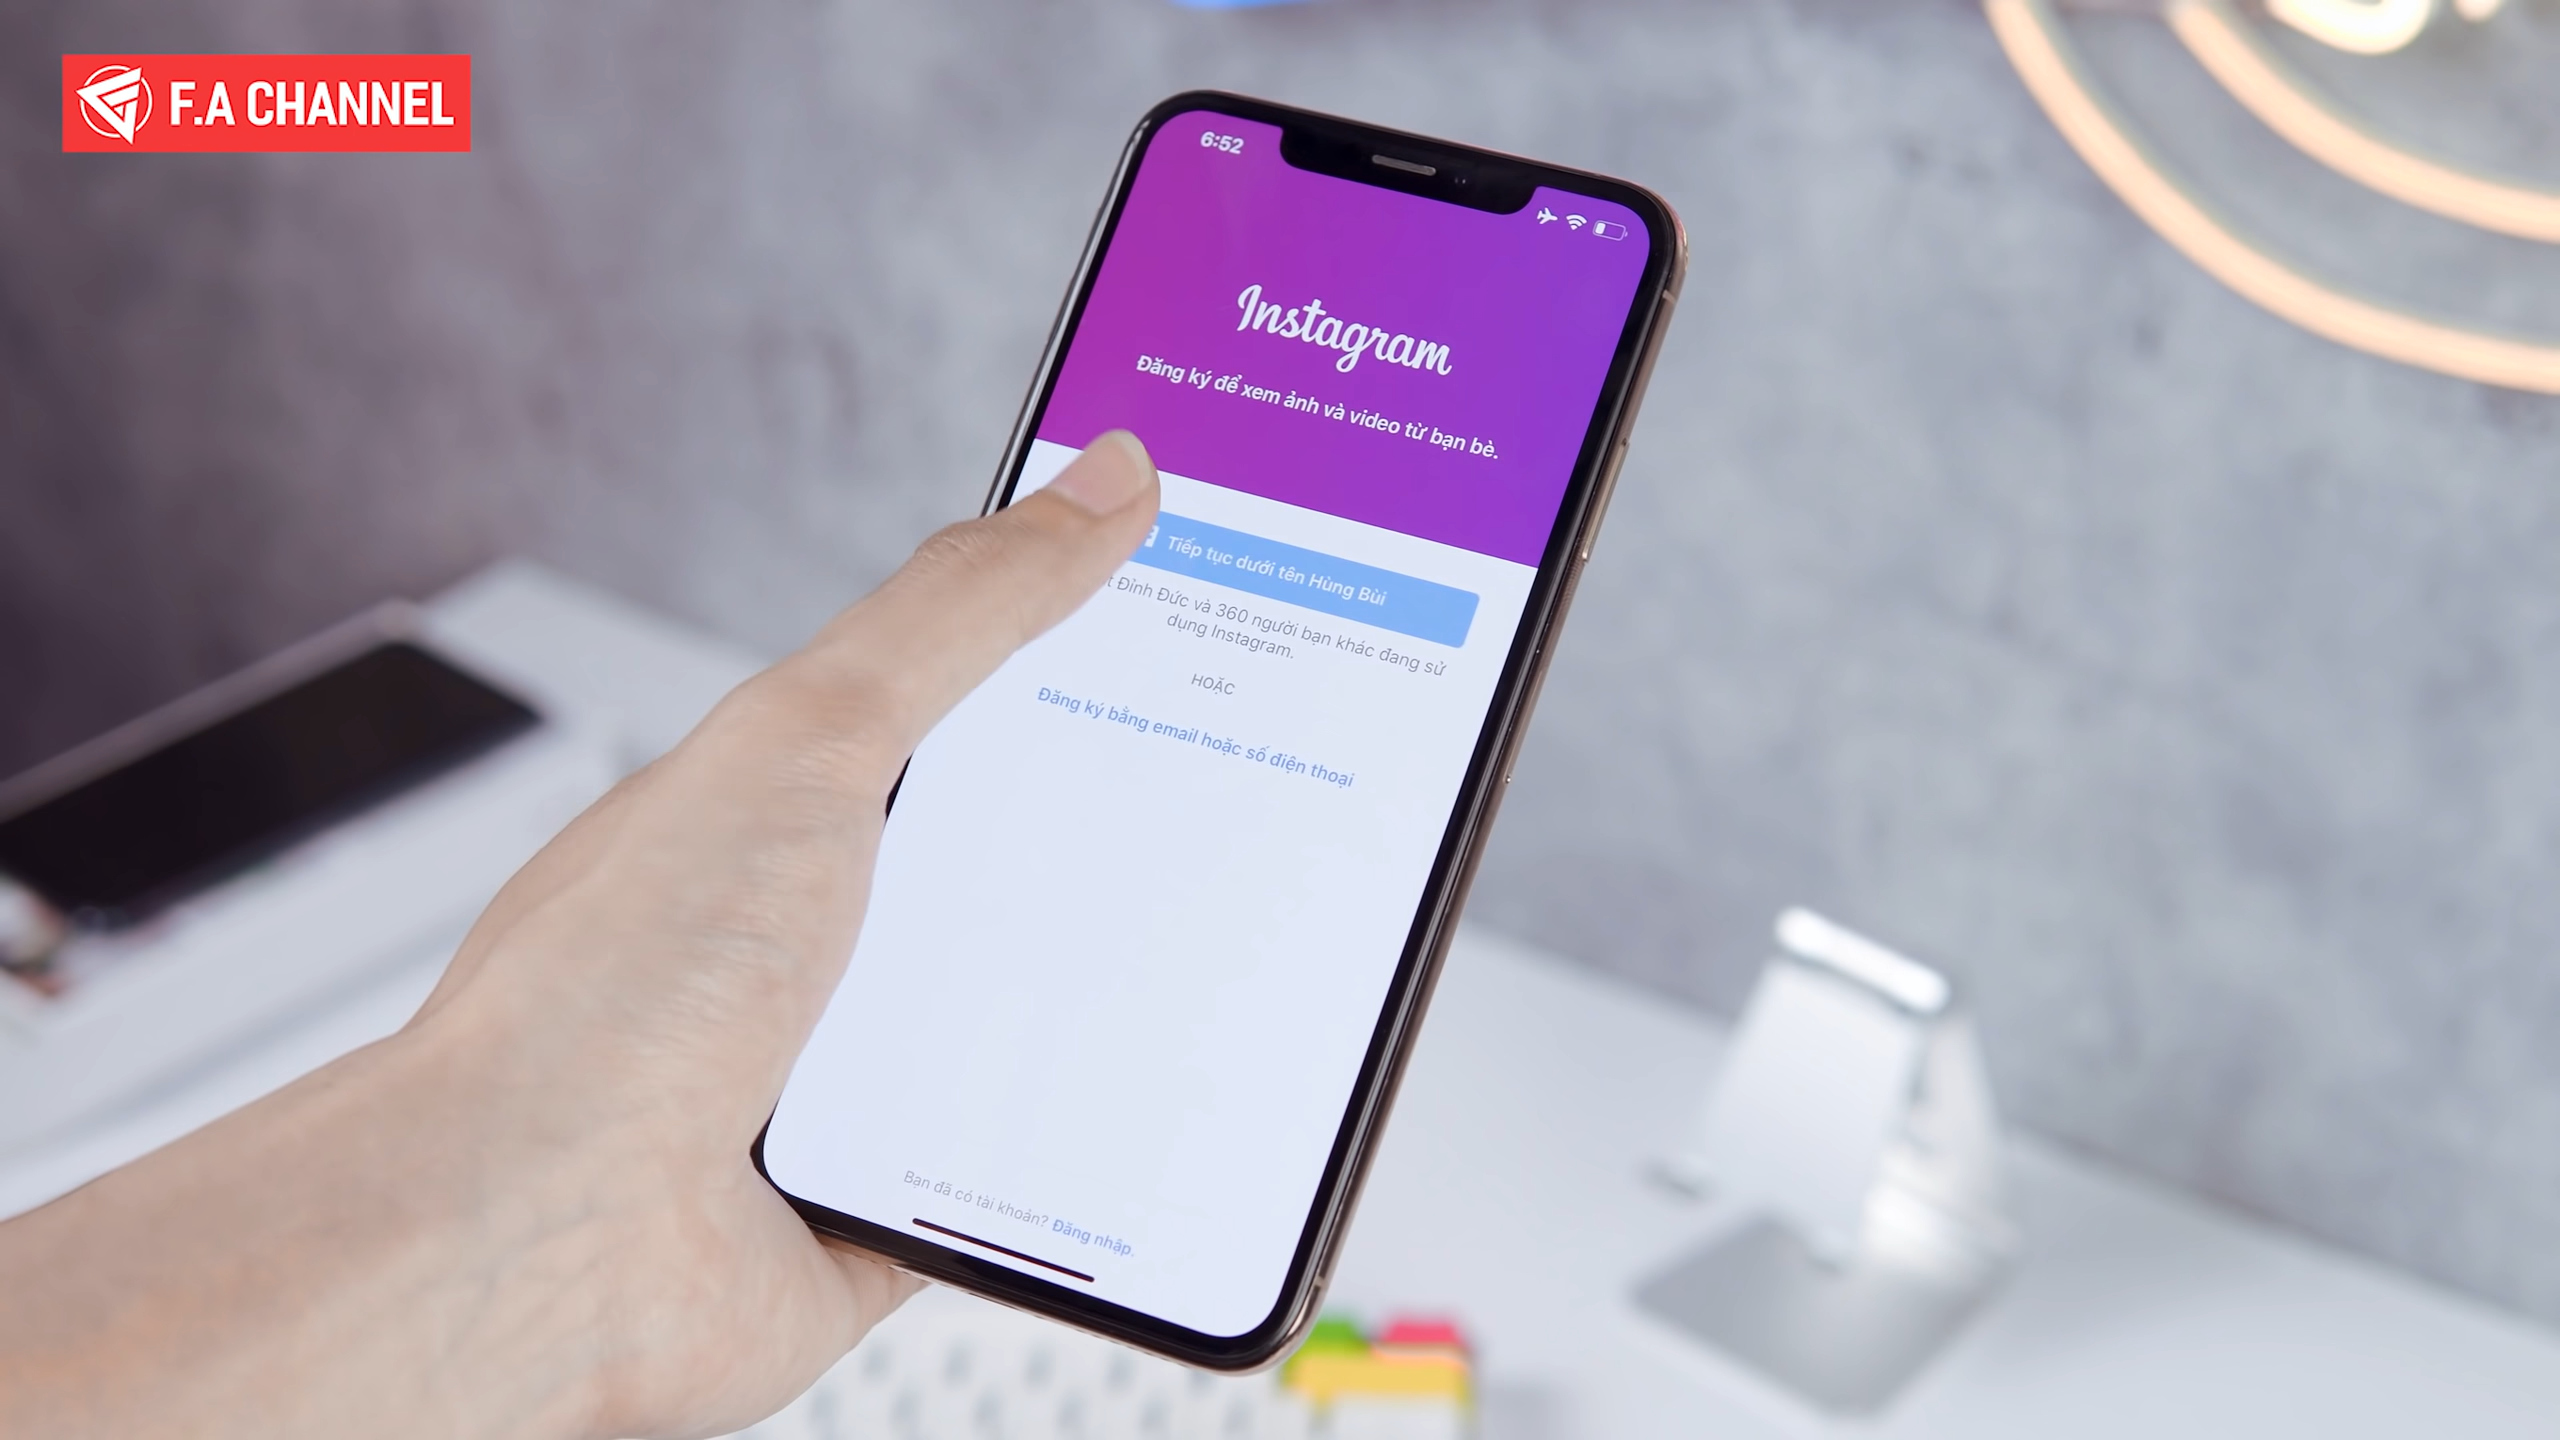 F.A CHANNEL
6:52
Instagram
Đăng ký để xem ảnh và video từ bạn bè.
Tiếp tục dưới tên Hùng Bùi
Đình Đức và 360 người bạn khác đang sử
dụng Instagram.
HOẶC
Đăng ký bằng email hoặc số điện thoại
Bạn đã có tài khoản? Đăng nhập.